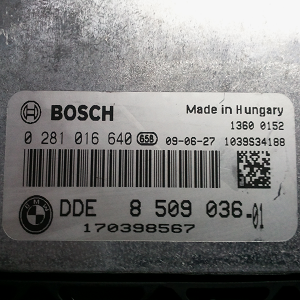 BOSCH
Made in Hungary
1360 0152
0 281 016 640 658 09-06-27 1039S34188
BMW
DDE 8 509 036-01
170398567